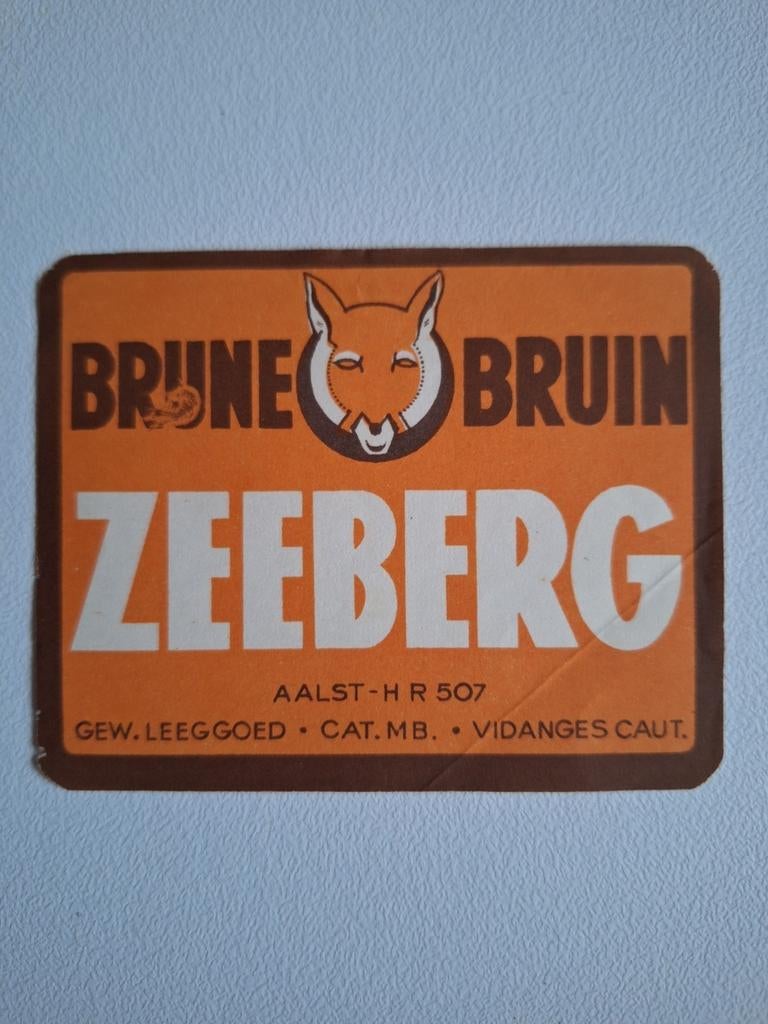 BRUNE BRUIN
ZEEBERG
AALST-H R 507
GEW. LEEGGOED • CAT. MB. • VIDANGES CAUT.